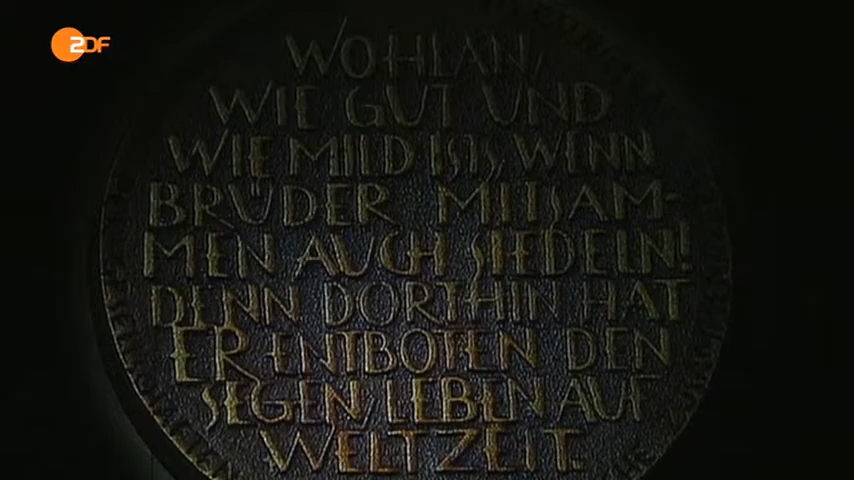 ZDF
WOHLAN,
WIE GUT UND
WIE MILD ISTS, WENN
BRÜDER MITSAM-
MEN AUCH SIEDELN!
DENN DORTHIN HAT
ER ENTBOTEN DEN
SEGEN, LEBEN AUF
WELTZEIT.